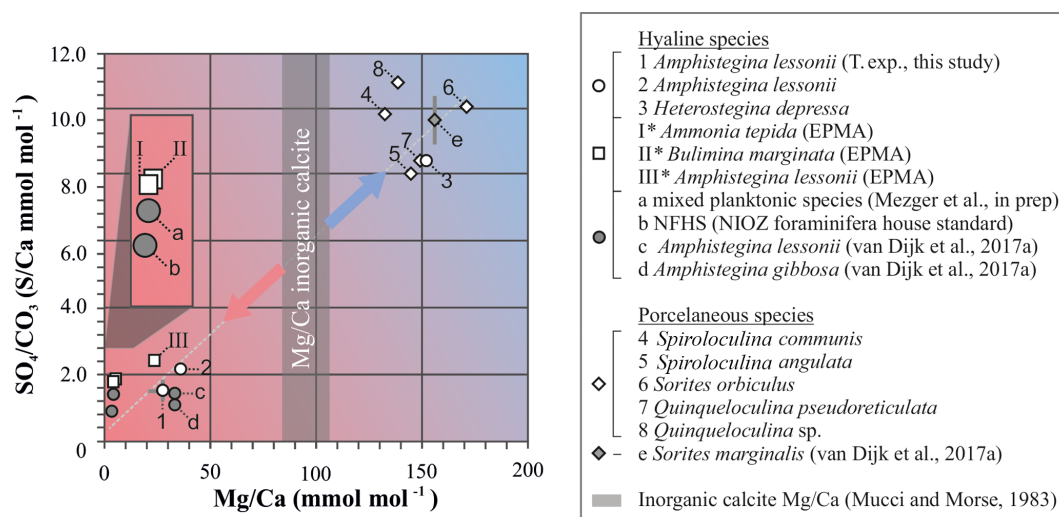 12.0
10.0
8.0
6.0
4.0
2.0
0
SO4/CO3 (S/Ca mmol mol -1)
0
50
100
150
200
Mg/Ca (mmol mol -1)
Mg/Ca inorganic calcite
I
II
a
b
III
2
1
c
d
8
6
4
7
e
5
3
Hyaline species
1 Amphistegina lessonii (T. exp., this study)
2 Amphistegina lessonii
3 Heterostegina depressa
I* Ammonia tepida (EPMA)
II* Bulimina marginata (EPMA)
III* Amphistegina lessonii (EPMA)
a mixed planktonic species (Mezger et al., in prep)
b NFHS (NIOZ foraminifera house standard)
c Amphistegina lessonii (van Dijk et al., 2017a)
d Amphistegina gibbosa (van Dijk et al., 2017a)
Porcelaneous species
4 Spiroloculina communis
5 Spiroloculina angulata
6 Sorites orbiculus
7 Quinqueloculina pseudoreticulata
8 Quinqueloculina sp.
e Sorites marginalis (van Dijk et al., 2017a)
Inorganic calcite Mg/Ca (Mucci and Morse, 1983)